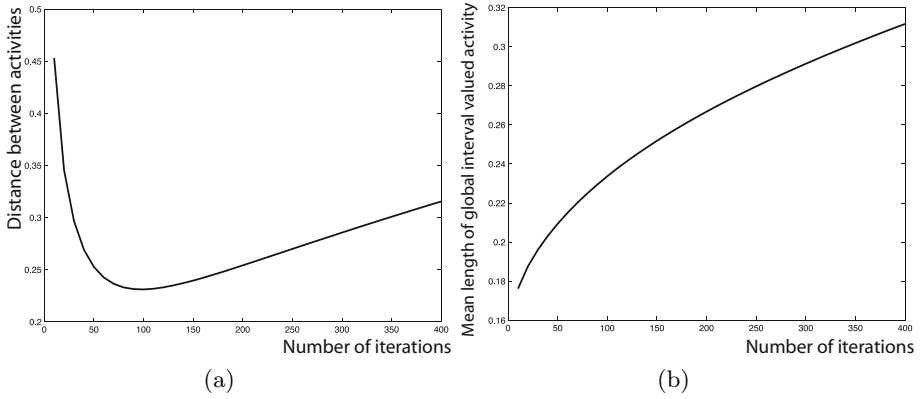 Distance between activities
0.5
0.45
0.4
0.35
0.3
0.25
0.2
0 50 100 150 200 250 300 350 400
Number of iterations
(a)
Mean length of global interval valued activity
0.32
0.3
0.28
0.26
0.24
0.22
0.2
0.18
0.16
0 50 100 150 200 250 300 350 400
Number of iterations
(b)